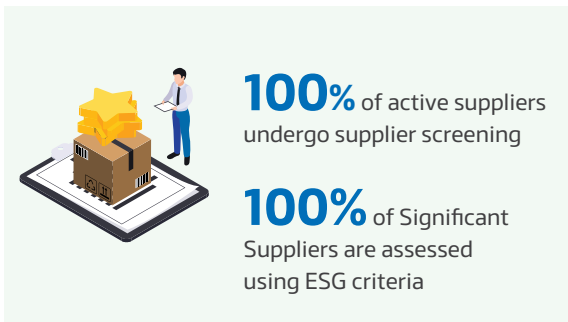 100% of active suppliers
undergo supplier screening
100% of Significant
Suppliers are assessed
using ESG criteria